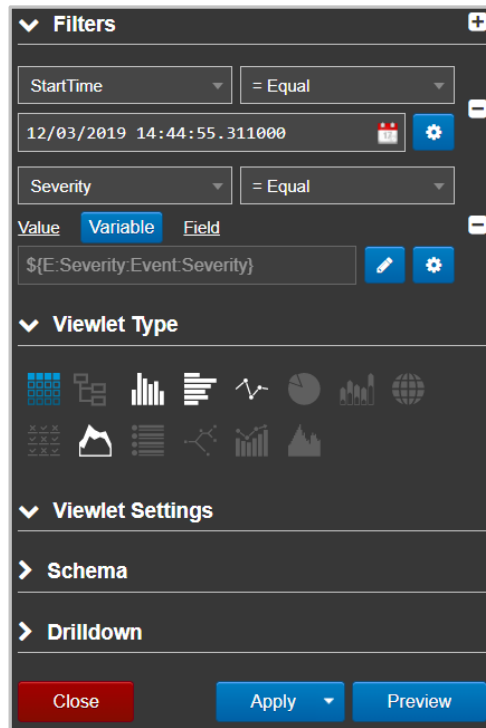 Filters
StartTime = Equal
12/03/2019 14:44:55.311000
Severity = Equal
Value Variable Field
${E:Severity:Event:Severity}
Viewlet Type
Viewlet Settings
Schema
Drilldown
Close Apply Preview